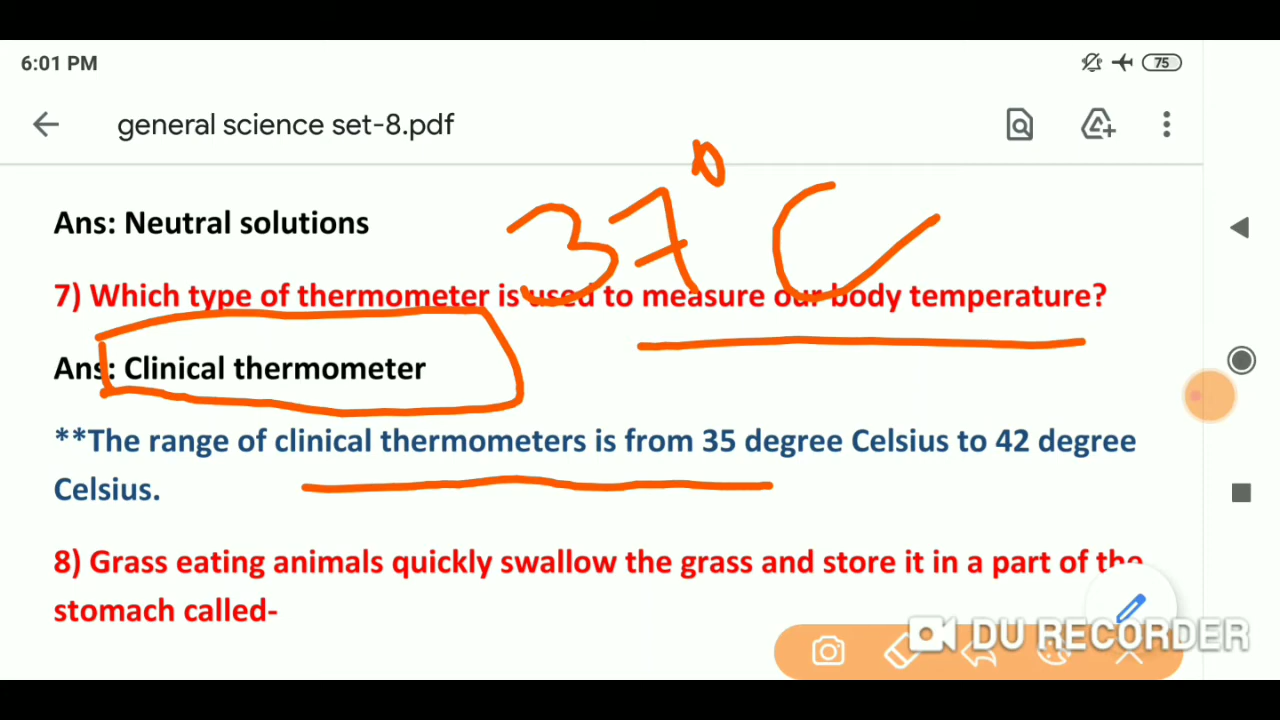 6:01 PM
75
general science set-8.pdf
Ans: Neutral solutions
37° C
7) Which type of thermometer is used to measure our body temperature?
Ans: Clinical thermometer
**The range of clinical thermometers is from 35 degree Celsius to 42 degree
Celsius.
8) Grass eating animals quickly swallow the grass and store it in a part of the
stomach called-
DU RECORDER